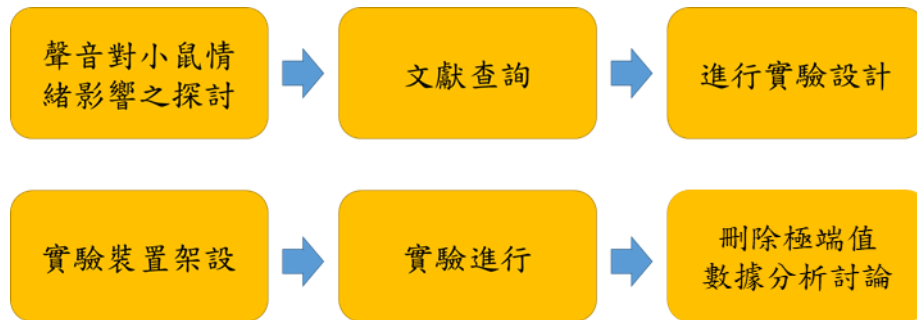 聲音對小鼠情
緒影響之探討
文獻查詢
進行實驗設計
實驗裝置架設
實驗進行
刪除極端值
數據分析討論